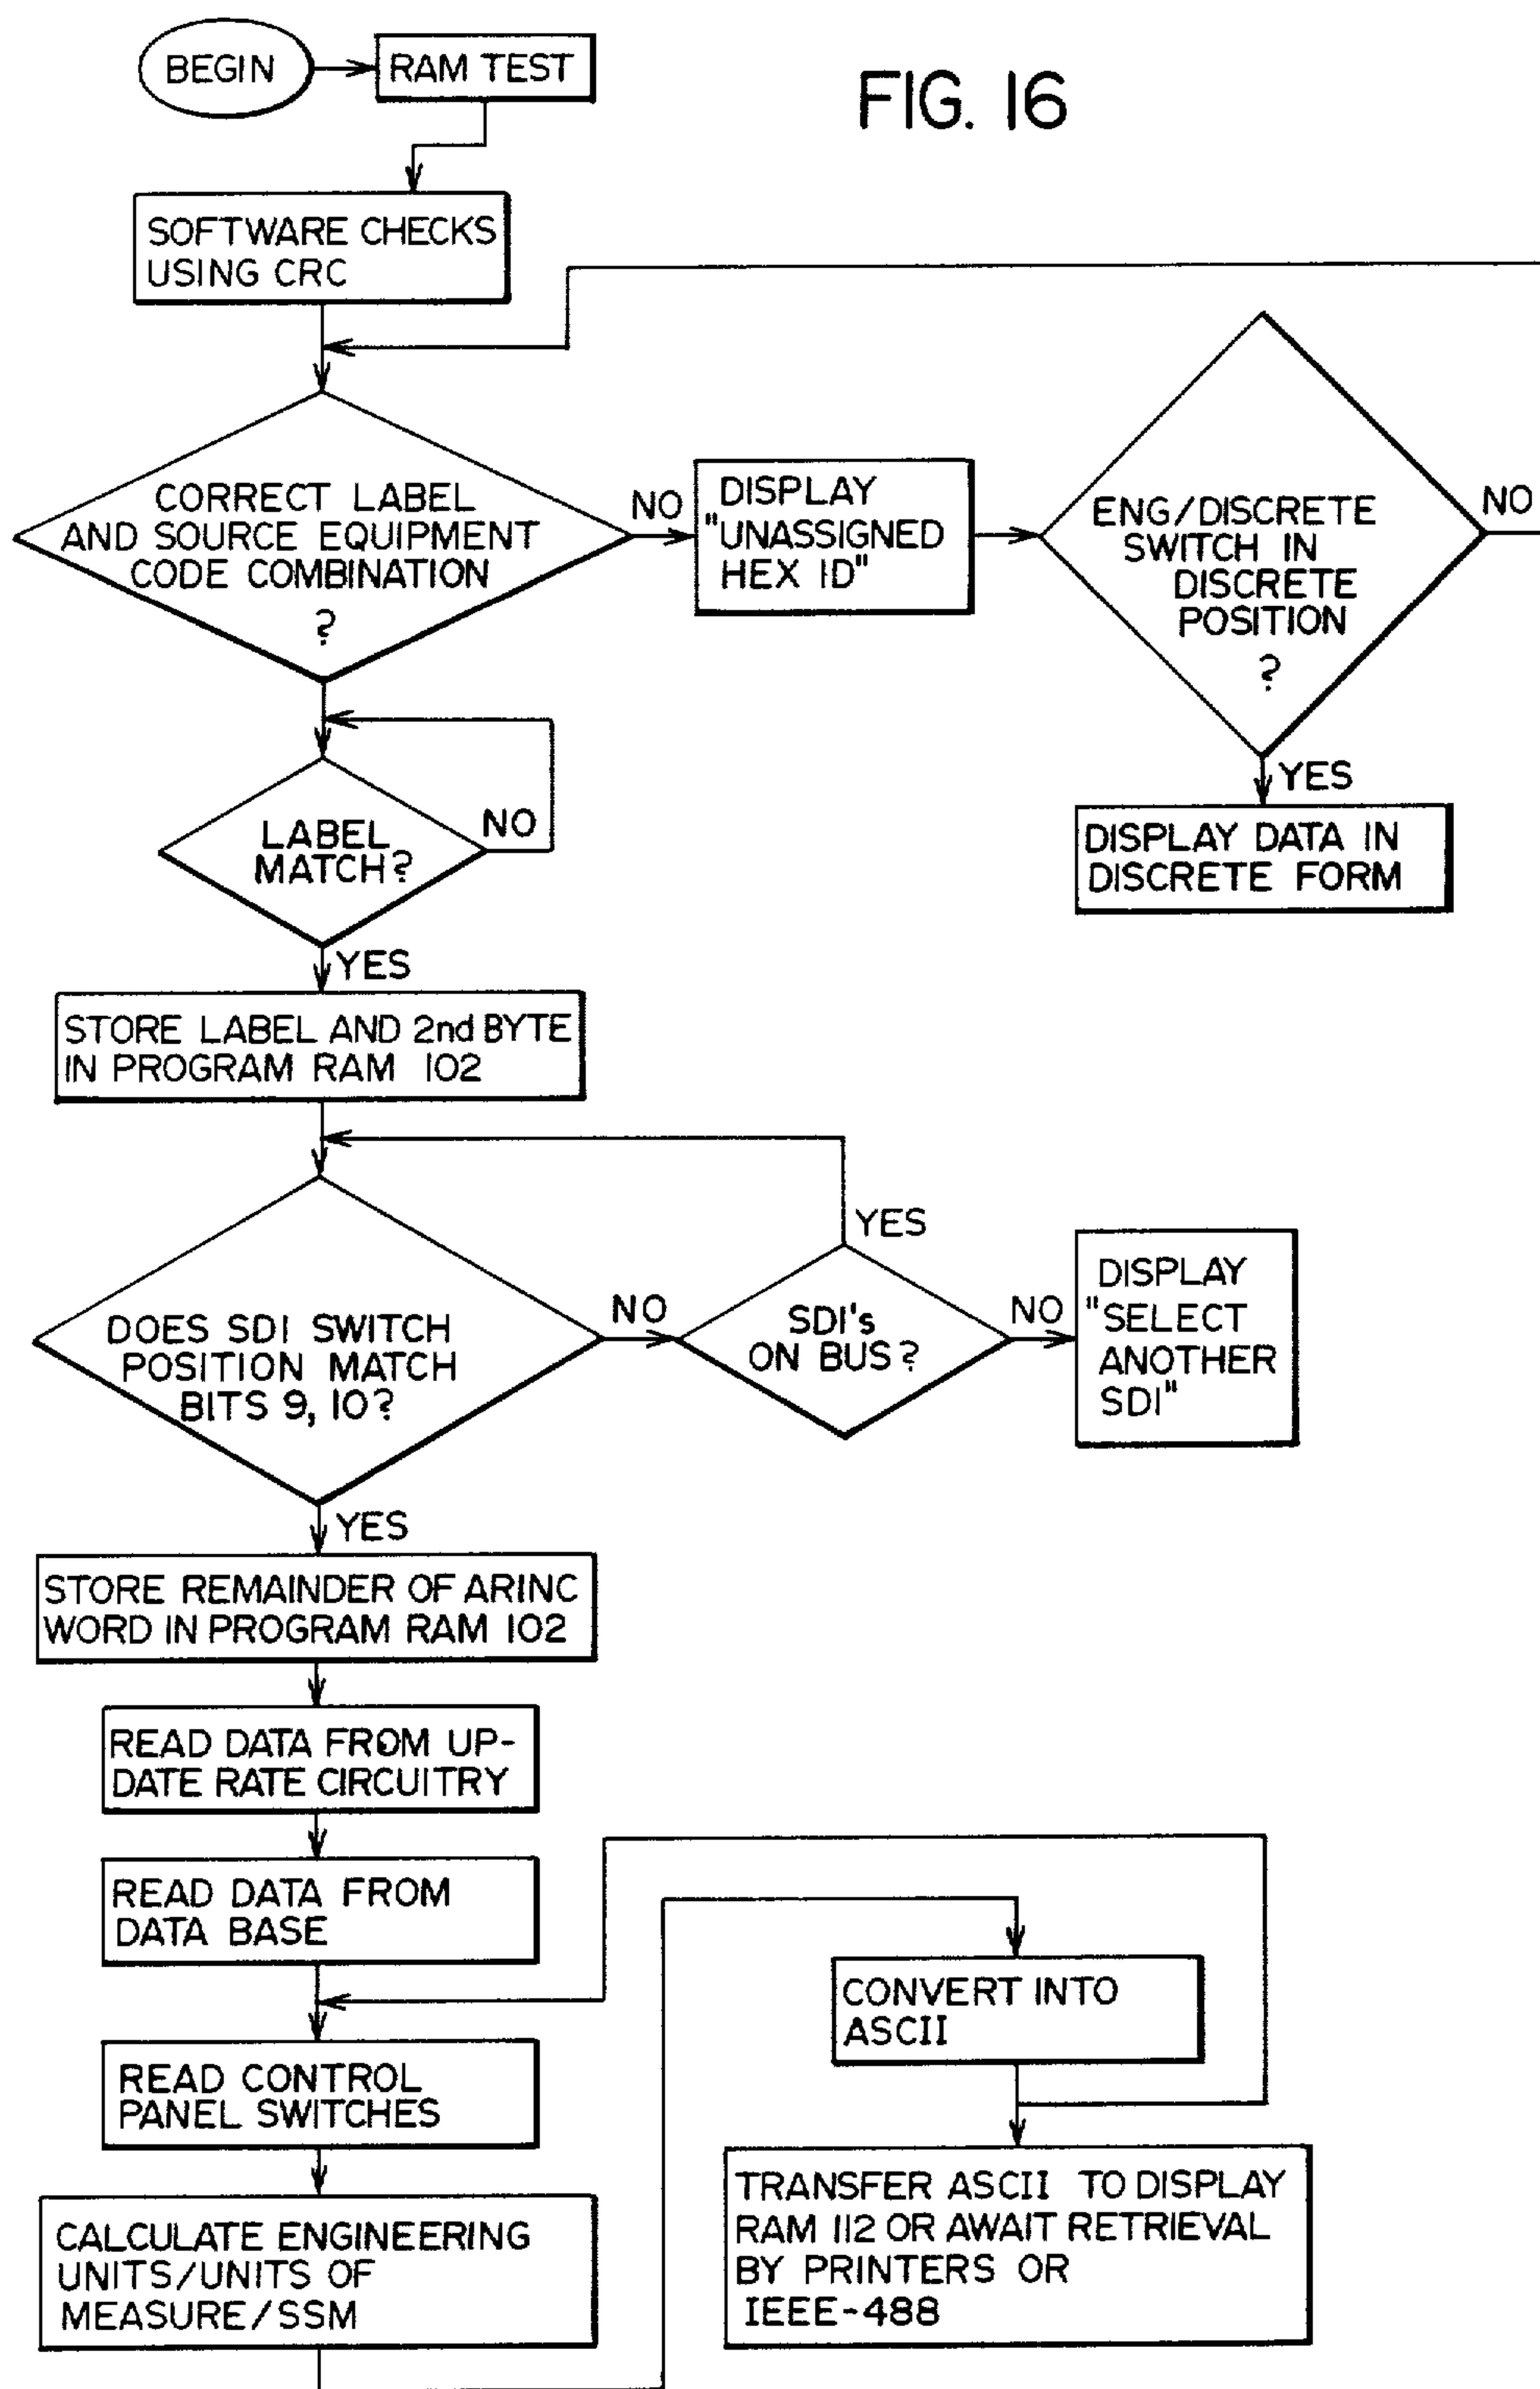 BEGIN
RAM TEST
FIG. 16
SOFTWARE CHECKS
USING CRC
CORRECT LABEL
AND SOURCE EQUIPMENT
CODE COMBINATION
?
NO
DISPLAY
"UNASSIGNED
HEX ID"
ENG/DISCRETE
SWITCH IN
DISCRETE
POSITION
?
NO
YES
DISPLAY DATA IN
DISCRETE FORM
LABEL
MATCH?
NO
YES
STORE LABEL AND 2nd BYTE
IN PROGRAM RAM 102
DOES SDI SWITCH
POSITION MATCH
BITS 9, 10?
NO
SDI's
ON BUS?
YES
NO
DISPLAY
"SELECT
ANOTHER
SDI"
YES
STORE REMAINDER OF ARINC
WORD IN PROGRAM RAM 102
READ DATA FROM UP-
DATE RATE CIRCUITRY
READ DATA FROM
DATA BASE
READ CONTROL
PANEL SWITCHES
CALCULATE ENGINEERING
UNITS/UNITS OF
MEASURE/SSM
CONVERT INTO
ASCII
TRANSFER ASCII TO DISPLAY
RAM 112 OR AWAIT RETRIEVAL
BY PRINTERS OR
IEEE-488